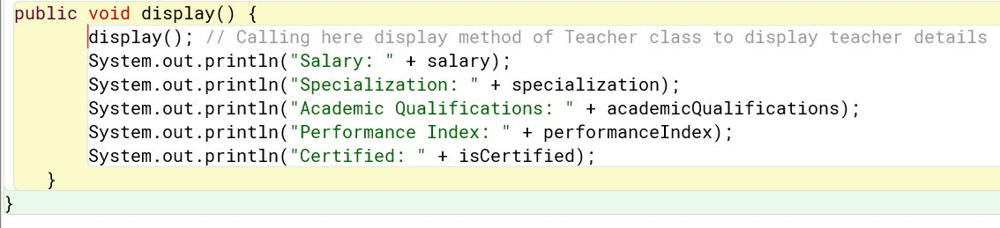 public void display() {
display(); // Calling here display method of Teacher class to display teacher details
System.out.println("Salary: " + salary);
System.out.println("Specialization: " + specialization);
System.out.println("Academic Qualifications: " + academicQualifications);
System.out.println("Performance Index: " + performanceIndex);
System.out.println("Certified: " + isCertified);
}
}